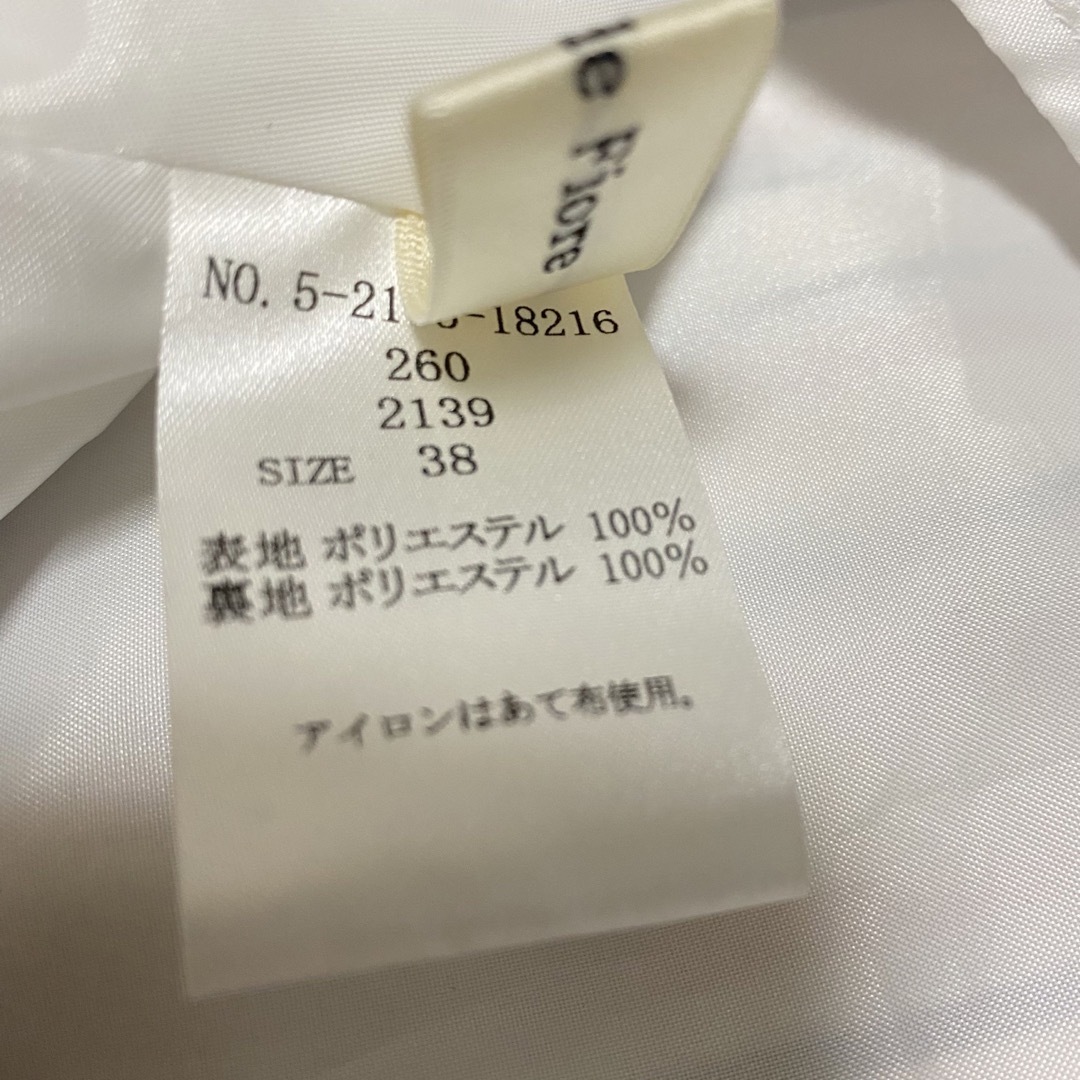 Fiore
NO. 5-21 -18216
260
2139
SIZE 38
表地 ポリエステル 100%
裏地 ポリエステル 100%
アイロンはあて布使用。